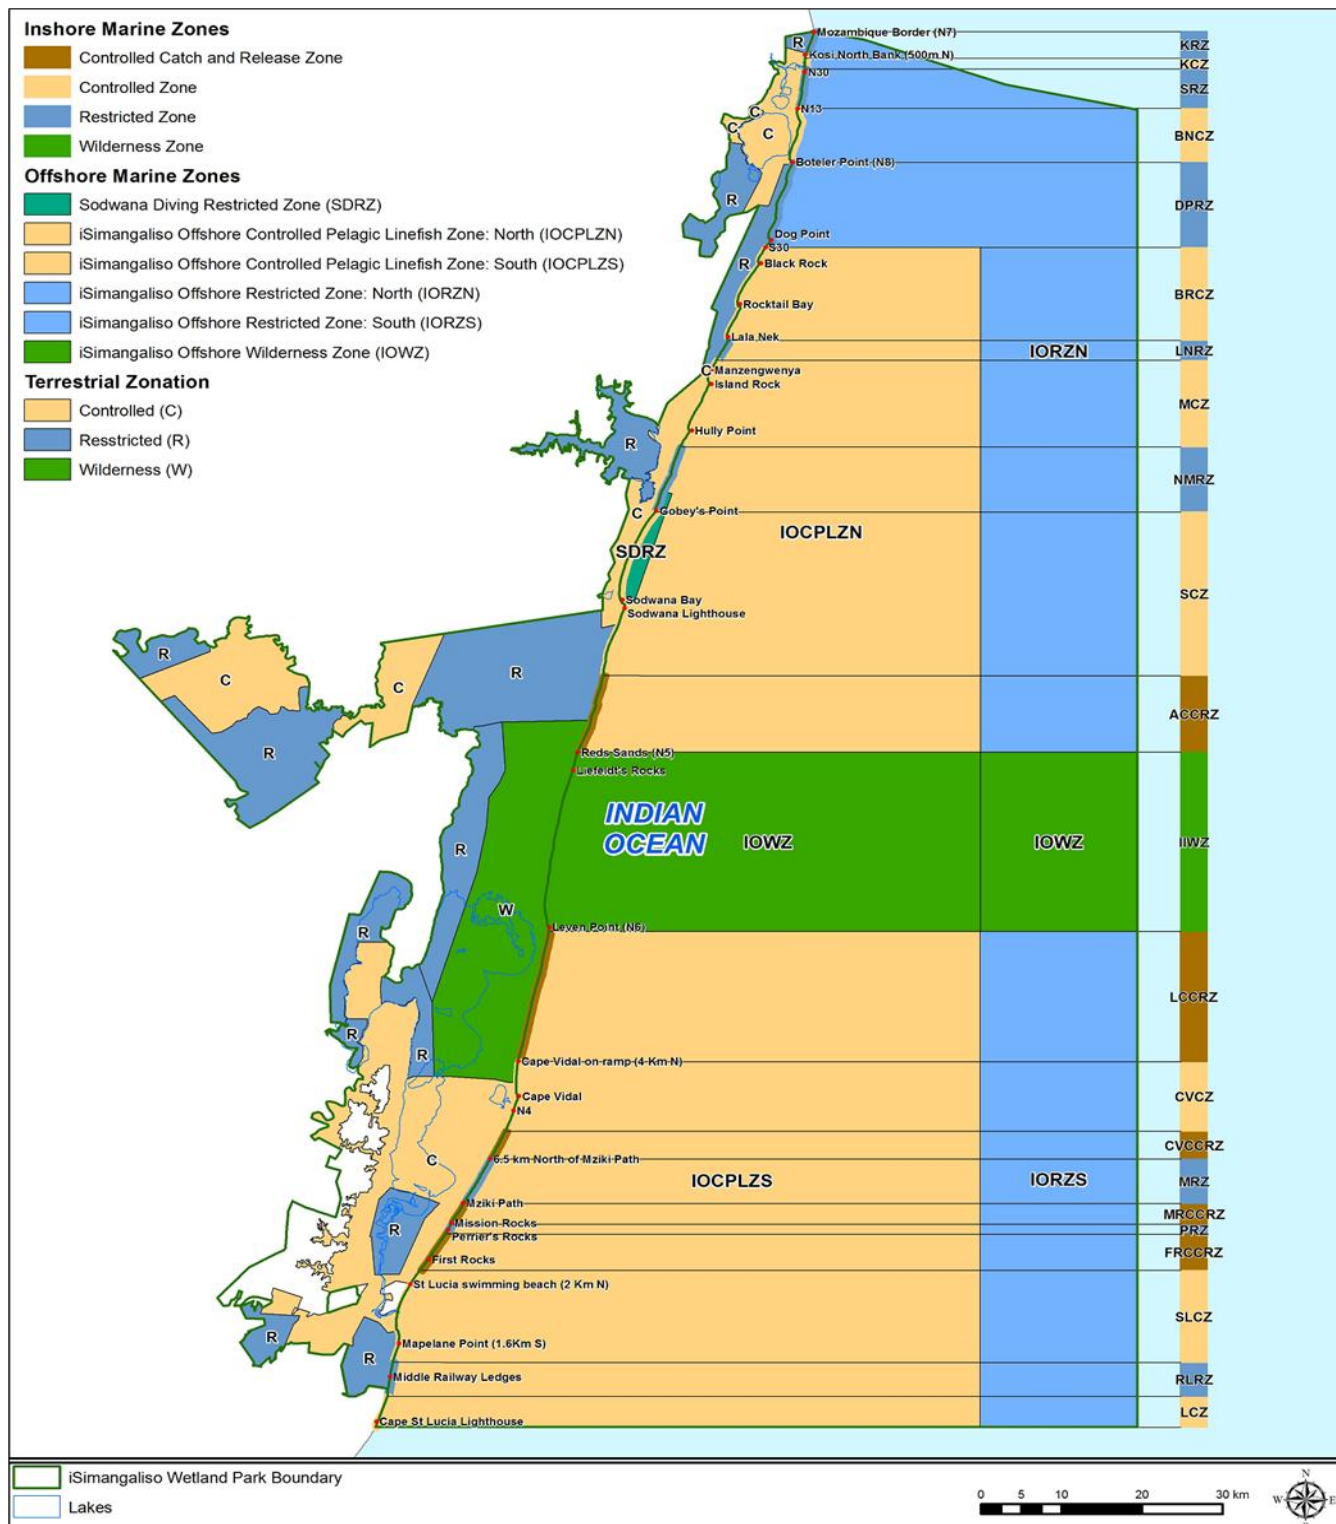 Inshore Marine Zones
Controlled Catch and Release Zone
Controlled Zone
Restricted Zone
Wilderness Zone
Offshore Marine Zones
Sodwana Diving Restricted Zone (SDRZ)
iSimangaliso Offshore Controlled Pelagic Linefish Zone: North (IOCPLZN)
iSimangaliso Offshore Controlled Pelagic Linefish Zone: South (IOCPLZS)
iSimangaliso Offshore Restricted Zone: North (IORZN)
iSimangaliso Offshore Restricted Zone: South (IORZS)
iSimangaliso Offshore Wilderness Zone (IOWZ)
Terrestrial Zonation
Controlled (C)
Resstricted (R)
Wilderness (W)
Mozambique Border (N7)
R
KRZ
Kosi North Bank (500m N)
KCZ
N30
SRZ
N13
C
C
C
BNCZ
Boteler Point (N8)
R
DPRZ
Dog Point
S30
Black Rock
R
BRCZ
Rocktail Bay
Lala Nek
IORZN
LNRZ
Manzengwenya
C
Island Rock
MCZ
Hully Point
R
NMRZ
Gobey's Point
C
IOCPLZN
SDRZ
SCZ
Sodwana Bay
Sodwana Lighthouse
R
C
C
R
R
ACCRZ
Reds Sands (N5)
Liefeldt's Rocks
INDIAN
OCEAN
IOWZ
IOWZ
IIWZ
R
W
Leven Point (N6)
R
LCCRZ
R
R
Cape Vidal on ramp (4 Km N)
Cape Vidal
CVCZ
N4
CVCCRZ
6.5 km North of Mziki Path
C
IOCPLZS
IORZS
MRZ
Mziki Path
MRCCRZ
Mission Rocks
R
PRZ
Perrier's Rocks
FRCCRZ
First Rocks
St Lucia swimming beach (2 Km N)
SLCZ
R
Mapelane Point (1.6Km S)
R
Middle Railway Ledges
RLRZ
LCZ
Cape St Lucia Lighthouse
iSimangaliso Wetland Park Boundary
Lakes
0 5 10 20 30 km
N
W
E